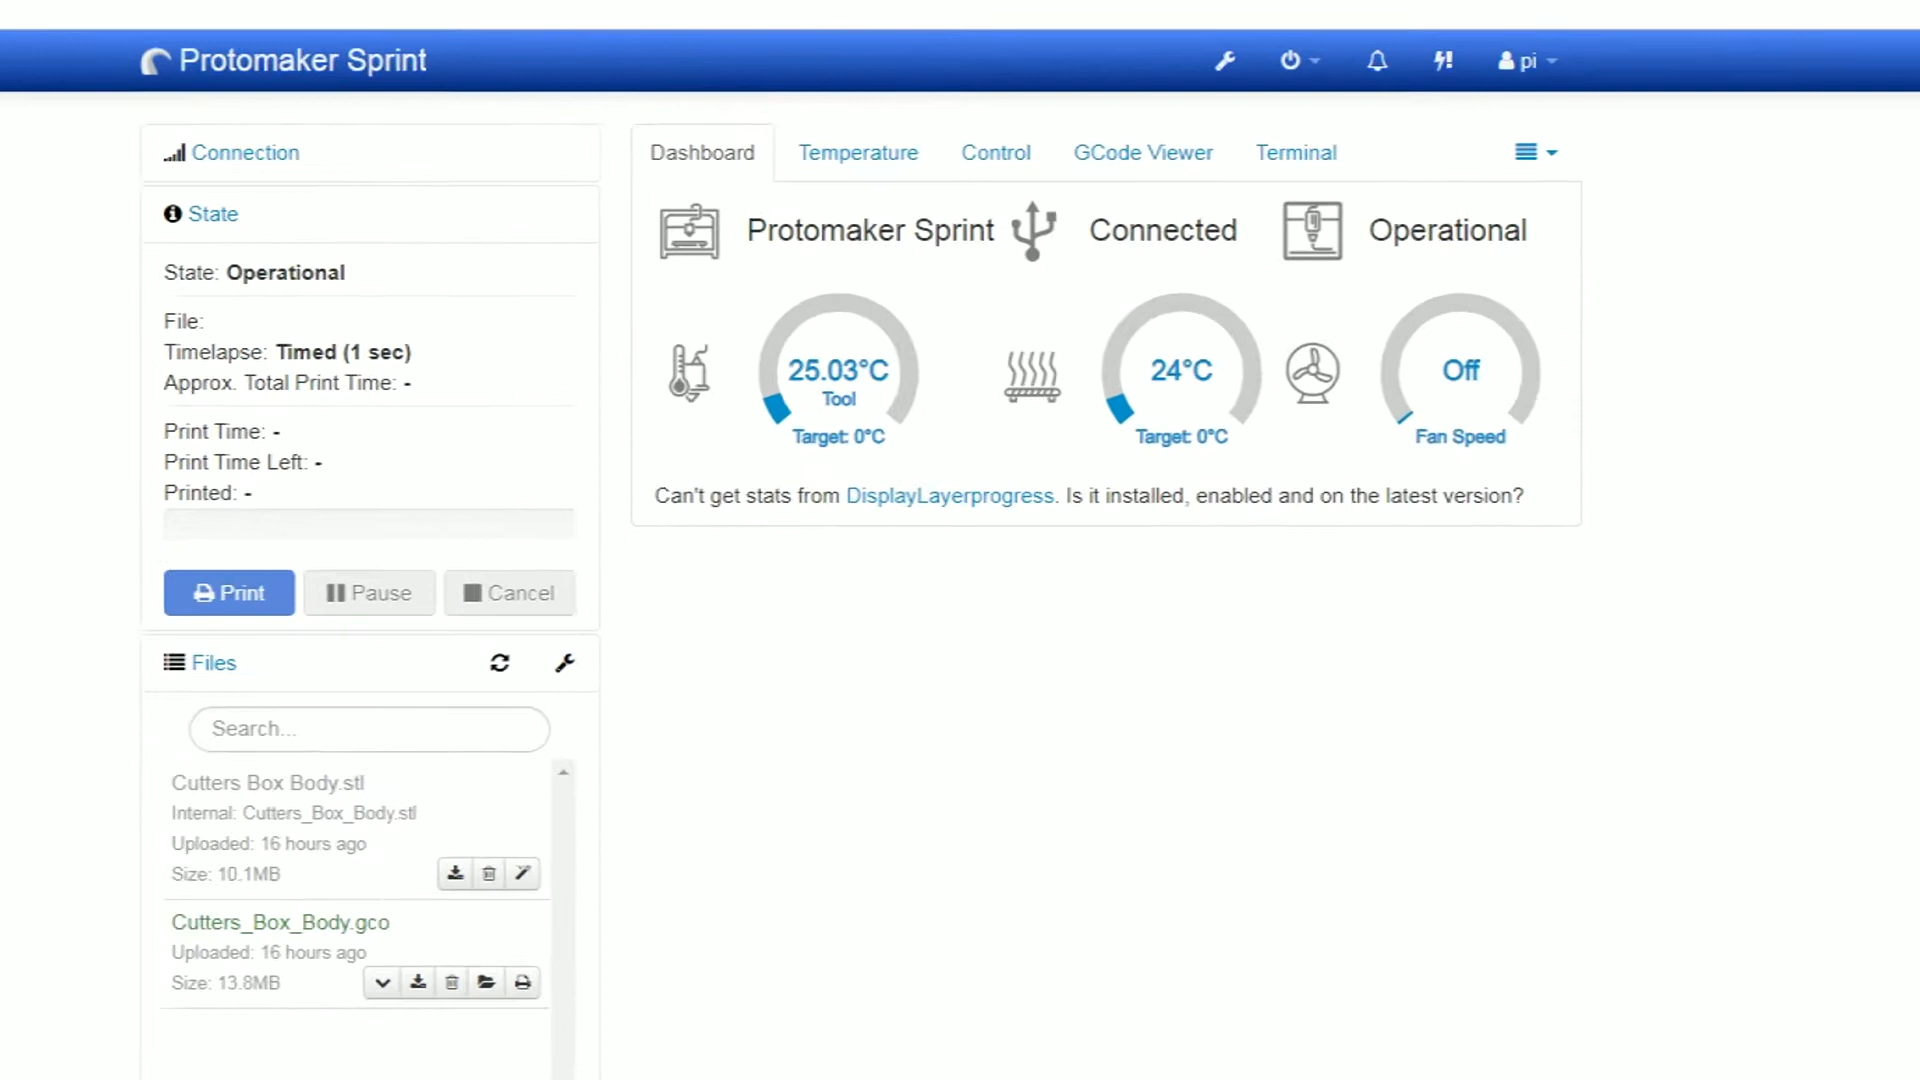 Protomaker Sprint
pi
Connection
State
State: Operational
File:
Timelapse: Timed (1 sec)
Approx. Total Print Time: -
Print Time: -
Print Time Left: -
Printed: -
Print
Pause
Cancel
Files
Search...
Cutters Box Body.stl
Internal: Cutters_Box_Body.stl
Uploaded: 16 hours ago
Size: 10.1MB
Cutters_Box_Body.gco
Uploaded: 16 hours ago
Size: 13.8MB
Dashboard
Temperature
Control
GCode Viewer
Terminal
Protomaker Sprint
Connected
Operational
25.03°C
Tool
Target: 0°C
24°C
Target: 0°C
Off
Fan Speed
Can't get stats from DisplayLayerprogress. Is it installed, enabled and on the latest version?